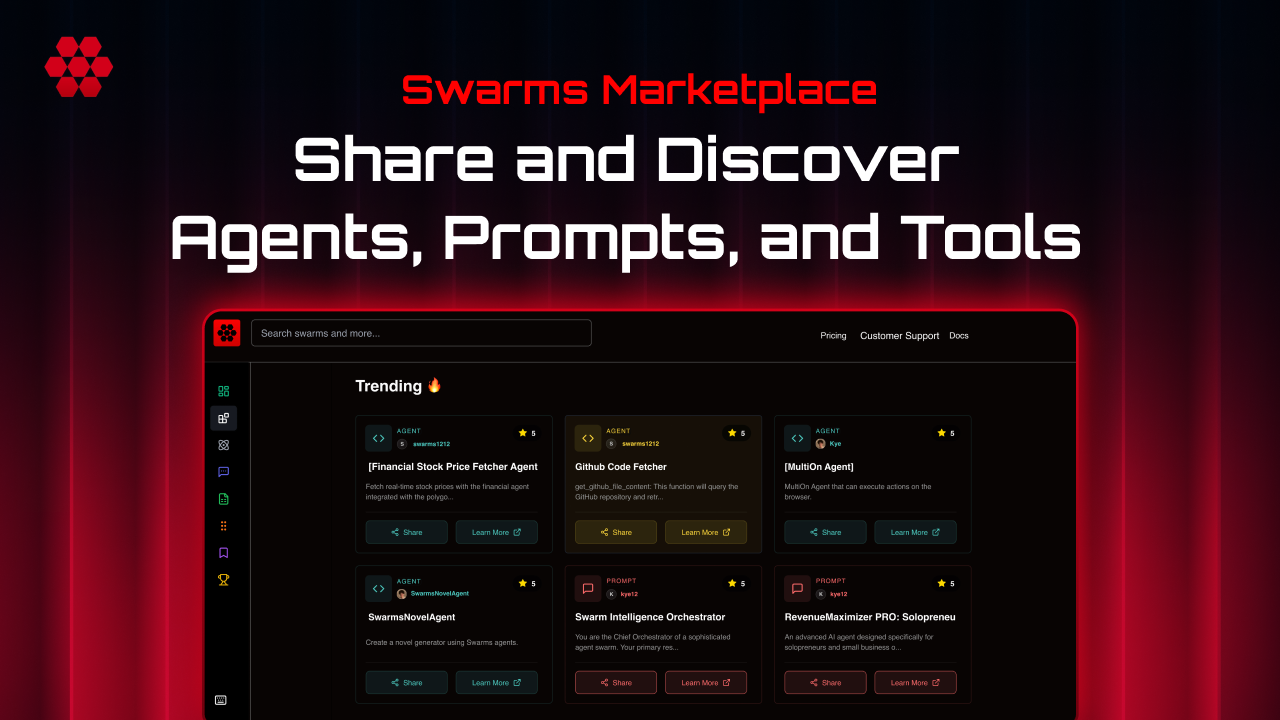 Swarms Marketplace
Share and Discover
Agents, Prompts, and Tools
Search swarms and more...
Pricing
Customer Support
Docs
Trending 🔥
AGENT
S swarms1212
5
[Financial Stock Price Fetcher Agent
Fetch real-time stock prices with the financial agent
integrated with the polygo...
Share
Learn More
AGENT
S swarms1212
5
Github Code Fetcher
get_github_file_content: This function will query the
GitHub repository and retr...
Share
Learn More
AGENT
Kye
5
[MultiOn Agent]
MultiOn Agent that can execute actions on the
browser.
Share
Learn More
AGENT
SwarmsNovelAgent
5
SwarmsNovelAgent
Create a novel generator using Swarms agents.
Share
Learn More
PROMPT
K kye12
5
Swarm Intelligence Orchestrator
You are the Chief Orchestrator of a sophisticated
agent swarm. Your primary res...
Share
Learn More
PROMPT
K kye12
5
RevenueMaximizer PRO: Solopreneu
An advanced AI agent designed specifically for
solopreneurs and small business o...
Share
Learn More